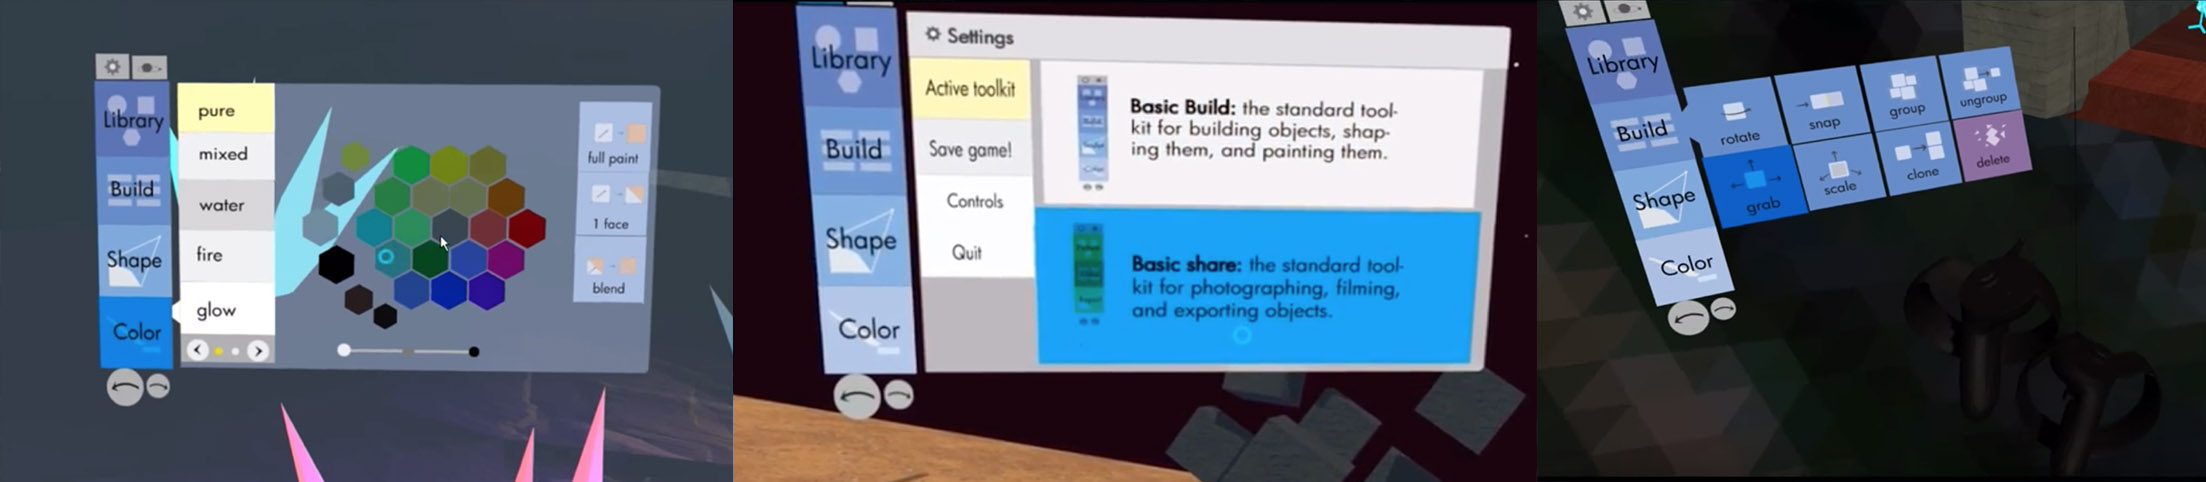 Library
Build
Shape
Color
pure
mixed
water
fire
glow
full paint
1 face
blend
Library
Build
Shape
Color
Settings
Active toolkit
Save game!
Controls
Quit
Basic Build: the standard tool-
kit for building objects, shap-
ing them, and painting them.
Basic share: the standard tool-
kit for photographing, filming,
and exporting objects.
Library
Build
Shape
Color
rotate
snap
group
ungroup
grab
scale
clone
delete